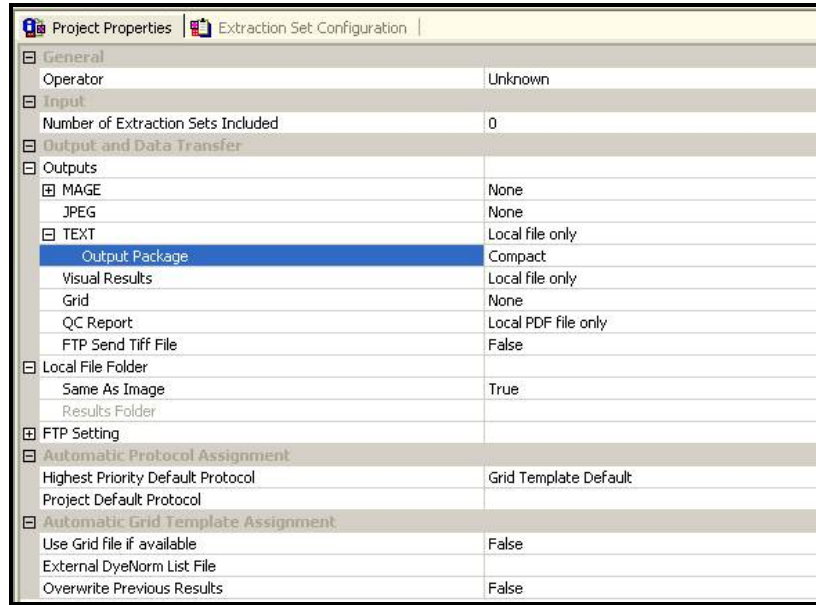 Project Properties Extraction Set Configuration
General
Operator Unknown
Input
Number of Extraction Sets Included 0
Output and Data Transfer
Outputs
MAGE None
JPEG None
TEXT Local file only
Output Package Compact
Visual Results Local file only
Grid None
QC Report Local PDF file only
FTP Send Tiff File False
Local File Folder
Same As Image True
Results Folder
FTP Setting
Automatic Protocol Assignment
Highest Priority Default Protocol Grid Template Default
Project Default Protocol
Automatic Grid Template Assignment
Use Grid file if available False
External DyeNorm List File
Overwrite Previous Results False